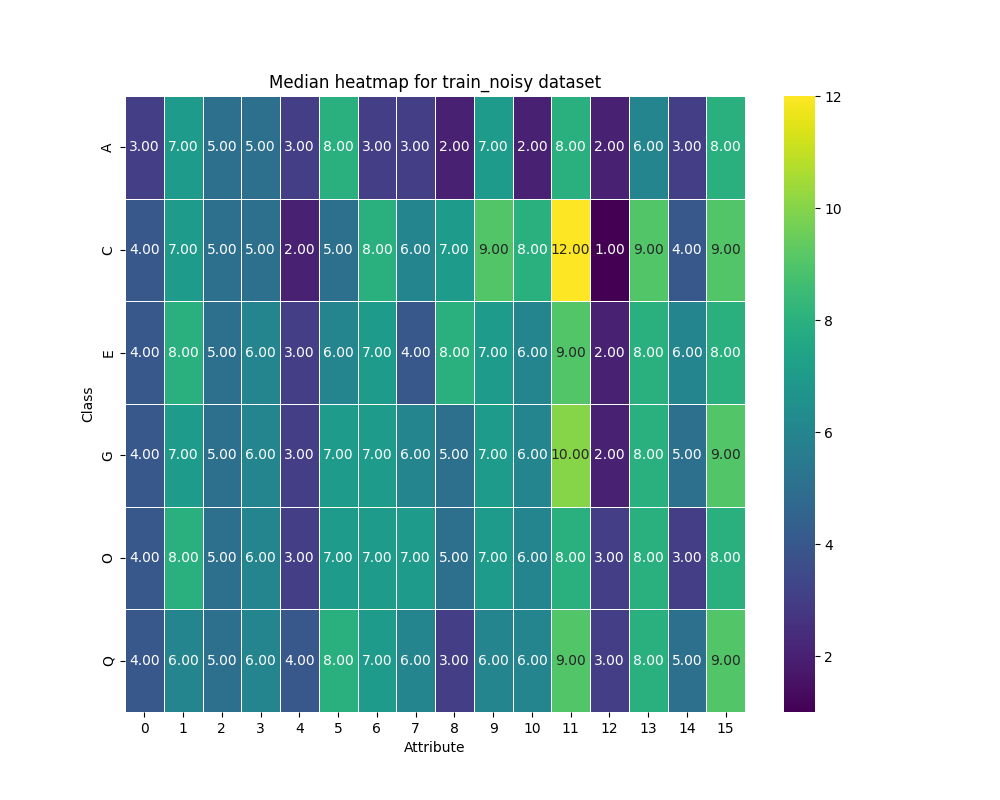 Median heatmap for train_noisy dataset
A 3.00 7.00 5.00 5.00 3.00 8.00 3.00 3.00 2.00 7.00 2.00 8.00 2.00 6.00 3.00 8.00
C 4.00 7.00 5.00 5.00 2.00 5.00 8.00 6.00 7.00 9.00 8.00 12.00 1.00 9.00 4.00 9.00
E 4.00 8.00 5.00 6.00 3.00 6.00 7.00 4.00 8.00 7.00 6.00 9.00 2.00 8.00 6.00 8.00
G 4.00 7.00 5.00 6.00 3.00 7.00 7.00 6.00 5.00 7.00 6.00 10.00 2.00 8.00 5.00 9.00
O 4.00 8.00 5.00 6.00 3.00 7.00 7.00 7.00 5.00 7.00 6.00 8.00 3.00 8.00 3.00 8.00
Q 4.00 6.00 5.00 6.00 4.00 8.00 7.00 6.00 3.00 6.00 6.00 9.00 3.00 8.00 5.00 9.00
0 1 2 3 4 5 6 7 8 9 10 11 12 13 14 15
Attribute
Class
12
10
8
6
4
2